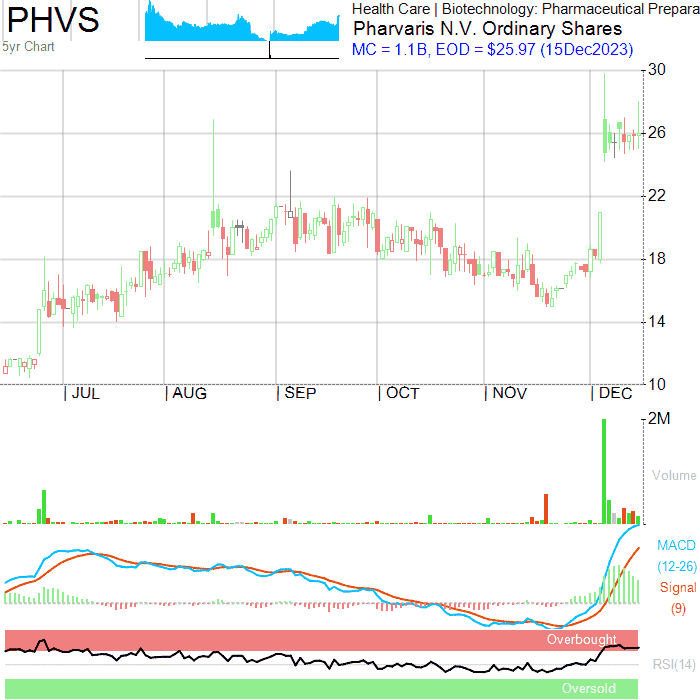 PHVS
5yr Chart
Health Care | Biotechnology: Pharmaceutical Prepara
Pharvaris N.V. Ordinary Shares
MC = 1.1B, EOD = $25.97 (15Dec2023)
30
26
22
18
14
10
| JUL | AUG | SEP | OCT | NOV | DEC
2M
Volume
MACD
(12-26)
Signal
(9)
Overbought
RSI(14)
Oversold